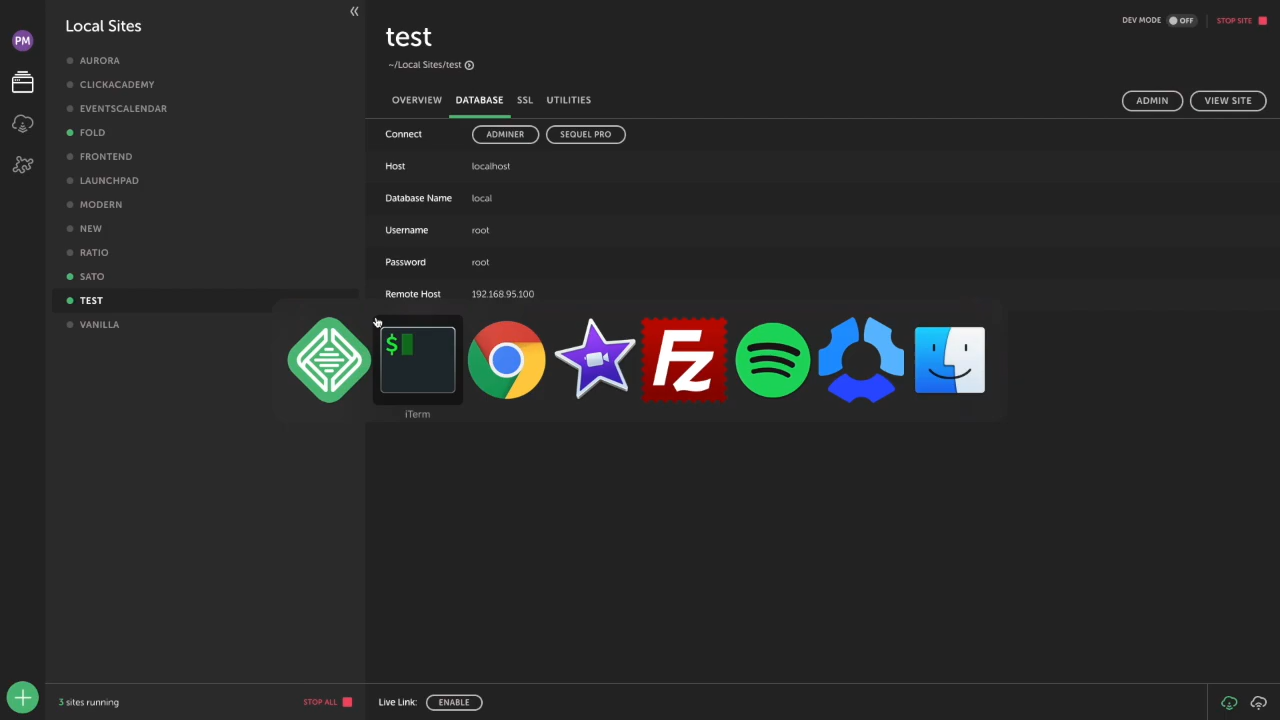 PM
Local Sites
AURORA
CLICKACADEMY
EVENTSCALENDAR
FOLD
FRONTEND
LAUNCHPAD
MODERN
NEW
RATIO
SATO
TEST
VANILLA
3 sites running
STOP ALL
test
~/Local Sites/test
DEV MODE OFF STOP SITE
OVERVIEW DATABASE SSL UTILITIES
ADMIN VIEW SITE
Connect ADMINER SEQUEL PRO
Host localhost
Database Name local
Username root
Password root
Remote Host 192.168.95.100
$
FZ
iTerm
Live Link: ENABLE